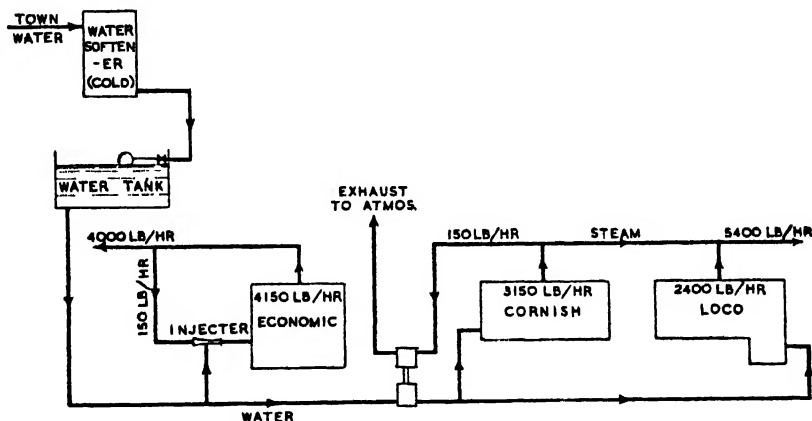 TOWN
WATER
WATER
SOFTEN
-ER
(COLD)
WATER TANK
EXHAUST
TO ATMOS.
4000 LB/HR
150 LB/HR
INJECTER
4150 LB/HR
ECONOMIC
150 LB/HR
STEAM
5400 LB/HR
3150 LB/HR
CORNISH
2400 LB/HR
LOCO
WATER